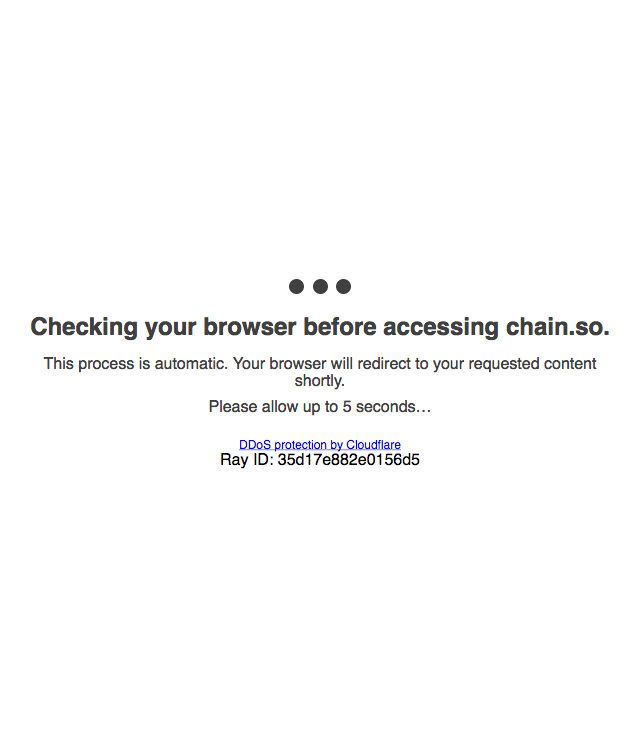 Checking your browser before accessing chain.so.
This process is automatic. Your browser will redirect to your requested content
shortly.
Please allow up to 5 seconds…
DDoS protection by Cloudflare
Ray ID: 35d17e882e0156d5